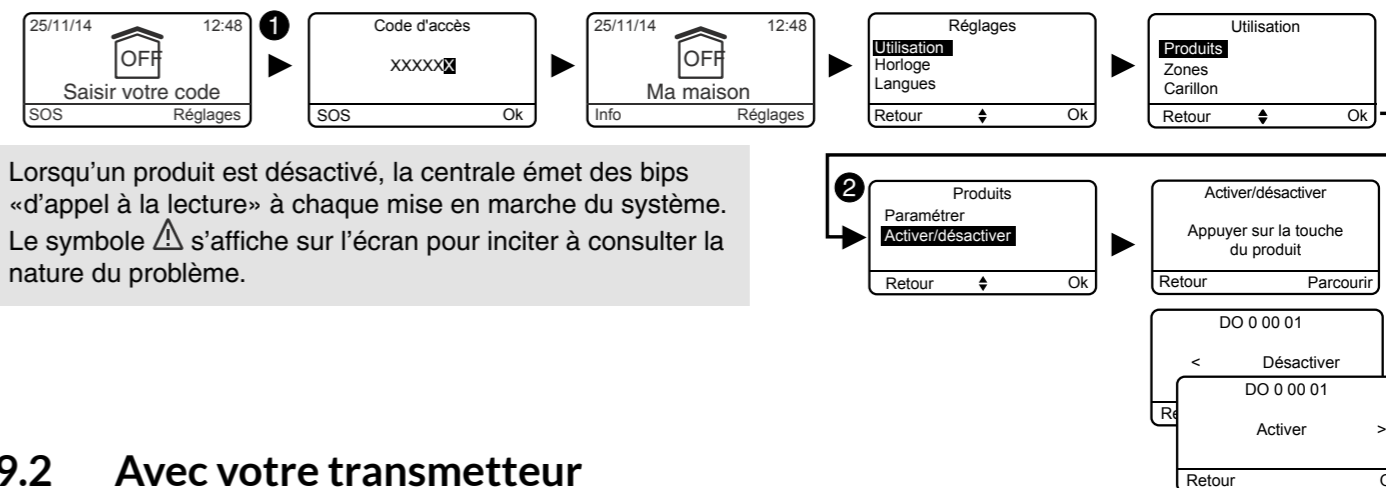 25/11/14 12:48
OFF
Saisir votre code
SOS Réglages
1
Code d'accès
XXXXXX
SOS Ok
25/11/14 12:48
OFF
Ma maison
Info Réglages
Réglages
Utilisation
Horloge
Langues
Retour Ok
Utilisation
Produits
Zones
Carillon
Retour Ok
Lorsqu’un produit est désactivé, la centrale émet des bips
«d’appel à la lecture» à chaque mise en marche du système.
Le symbole ⚠ s’affiche sur l’écran pour inciter à consulter la
nature du problème.
2
Produits
Paramétrer
Activer/désactiver
Retour Ok
Activer/désactiver
Appuyer sur la touche
du produit
Retour Parcourir
DO 0 00 01
< Désactiver
DO 0 00 01
Activer >
Retour
9.2 Avec votre transmetteur